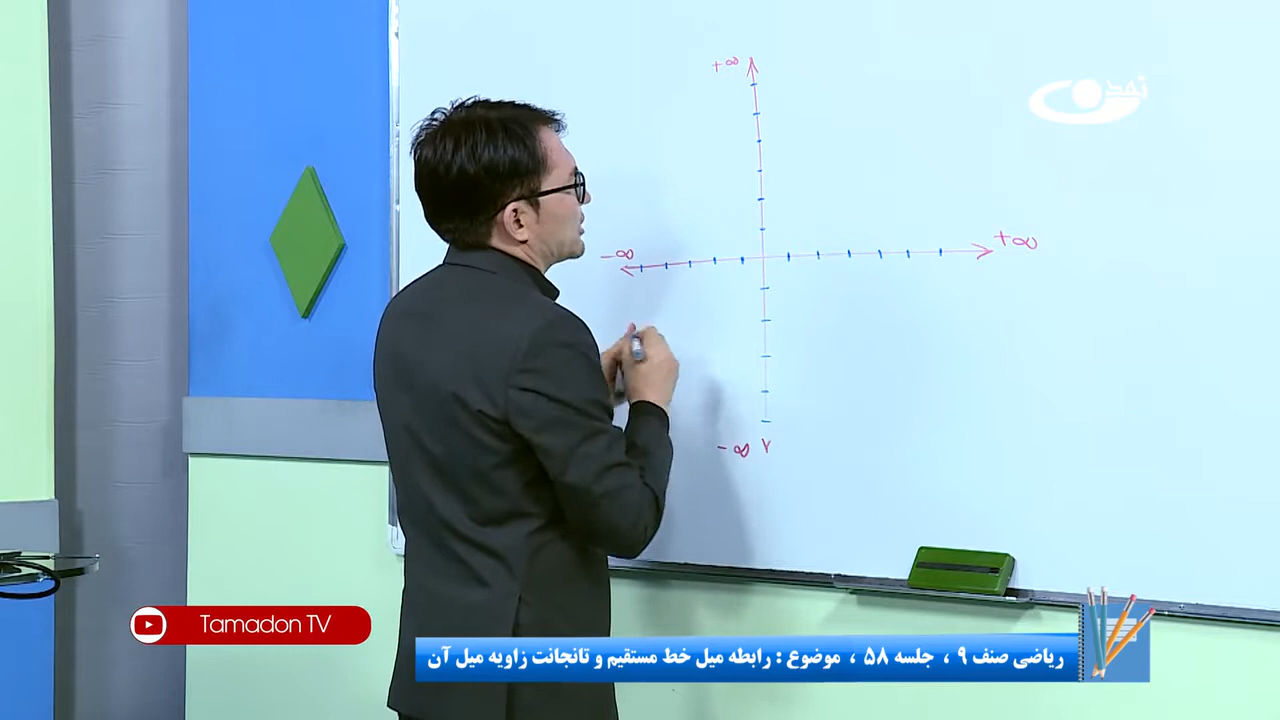 +∞
تمدن
+∞
-∞
-∞ y
Tamadon TV
ریاضی صنف ۹ ، جلسه ۵۸ ، موضوع : رابطه میل خط مستقیم و تانجانت زاویه میل آن